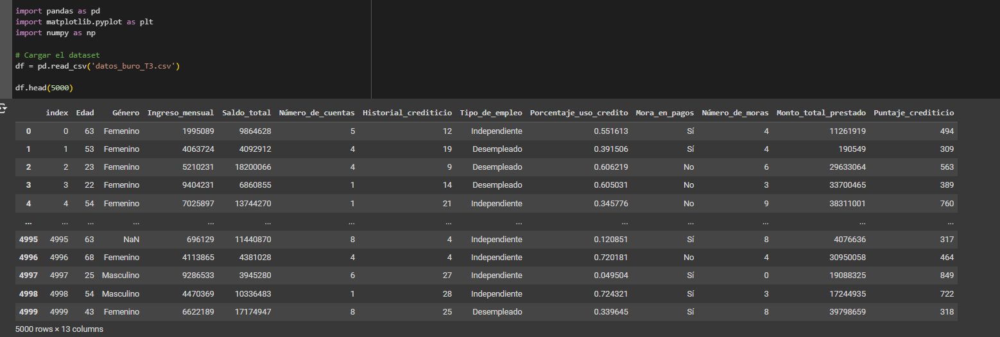 import pandas as pd
import matplotlib.pyplot as plt
import numpy as np
# Cargar el dataset
df = pd.read_csv('datos_buro_T3.csv')
df.head(5000)
index Edad Género Ingreso_mensual Saldo_total Número_de_cuentas Historial_crediticio Tipo_de_empleo Porcentaje_uso_credito Mora_en_pagos Número_de_moras Monto_total_prestado Puntaje_crediticio
0 0 63 Femenino 1995089 9864628 5 12 Independiente 0.551613 Sí 4 11261919 494
1 1 53 Femenino 4063724 4092912 4 19 Desempleado 0.391506 Sí 4 190549 309
2 2 23 Femenino 5210231 18200066 4 9 Desempleado 0.606219 No 6 29633064 563
3 3 22 Femenino 9404231 6860855 1 14 Desempleado 0.605031 No 3 33700465 389
4 4 54 Femenino 7025897 13744270 1 21 Independiente 0.345776 No 9 38311001 760
... ... ... ... ... ... ... ... ... ... ... ... ... ...
4995 4995 63 NaN 696129 11440870 8 4 Independiente 0.120851 Sí 8 4076636 317
4996 4996 68 Femenino 4113865 4381028 4 4 Independiente 0.720181 No 4 30950058 464
4997 4997 25 Masculino 9286533 3945280 6 27 Independiente 0.049504 Sí 0 19088325 849
4998 4998 54 Masculino 4470369 10336483 1 28 Independiente 0.724321 Sí 3 17244935 722
4999 4999 43 Femenino 6622189 17174947 8 25 Desempleado 0.339645 Sí 8 39798659 318
5000 rows × 13 columns